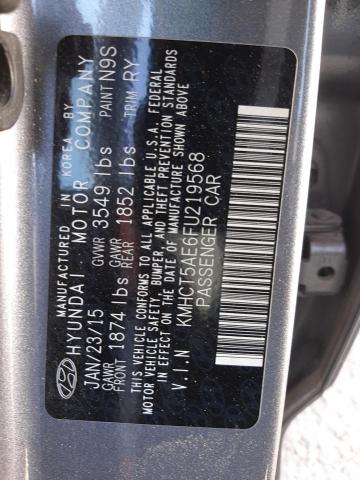 MANUFACTURED IN KOREA BY
HYUNDAI MOTOR COMPANY
JAN/23/15 GVWR 3549 lbs PAINT N9S
GAWR FRONT 1874 lbs GAWR REAR 1852 lbs TRIM RY
THIS VEHICLE CONFORMS TO ALL APPLICABLE U.S.A. FEDERAL
MOTOR VEHICLE SAFETY, BUMPER, AND THEFT PREVENTION STANDARDS
IN EFFECT ON THE DATE OF MANUFACTURE SHOWN ABOVE
V.I.N KMHCT5AE6FU219568
PASSENGER CAR